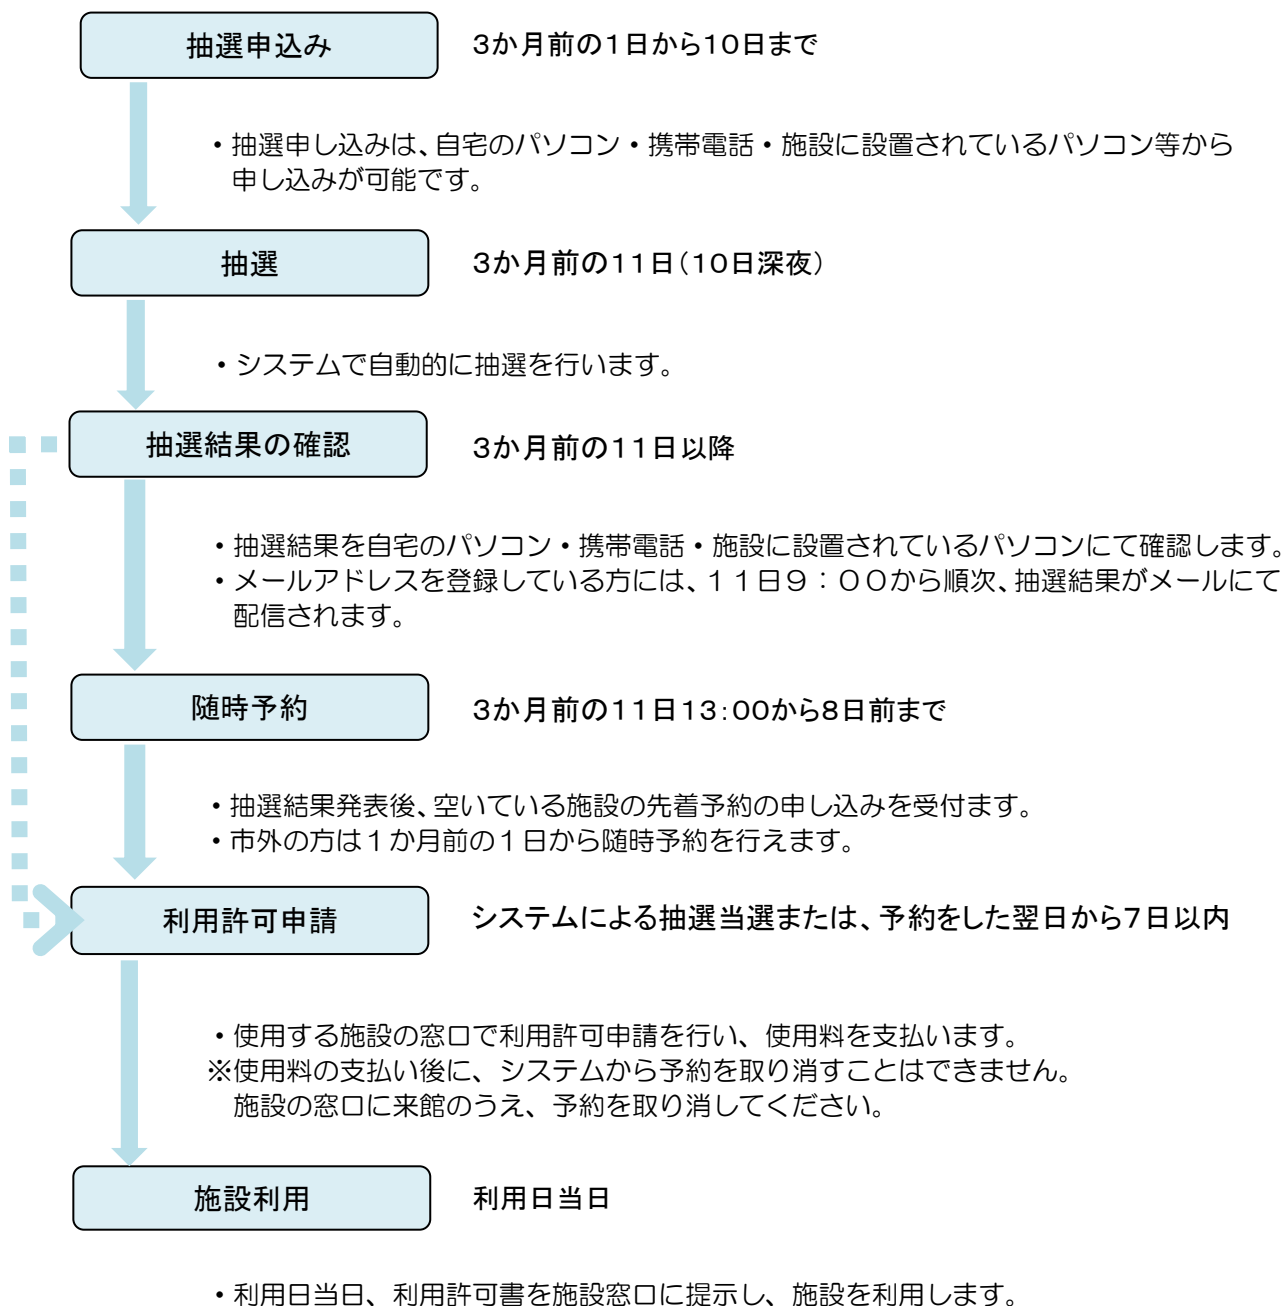 抽選申込み
3か月前の1日から10日まで
・抽選申し込みは、自宅のパソコン・携帯電話・施設に設置されているパソコン等から
申し込みが可能です。
抽選
3か月前の11日（10日深夜）
・システムで自動的に抽選を行います。
抽選結果の確認
3か月前の11日以降
・抽選結果を自宅のパソコン・携帯電話・施設に設置されているパソコンにて確認します。
・メールアドレスを登録している方には、１１日９：００から順次、抽選結果がメールにて
配信されます。
随時予約
3か月前の11日13:00から8日前まで
・抽選結果発表後、空いている施設の先着予約の申し込みを受付ます。
・市外の方は１か月前の１日から随時予約を行えます。
利用許可申請
システムによる抽選当選または、予約をした翌日から7日以内
・使用する施設の窓口で利用許可申請を行い、使用料を支払います。
※使用料の支払い後に、システムから予約を取り消すことはできません。
施設の窓口に来館のうえ、予約を取り消してください。
施設利用
利用日当日
・利用日当日、利用許可書を施設窓口に提示し、施設を利用します。